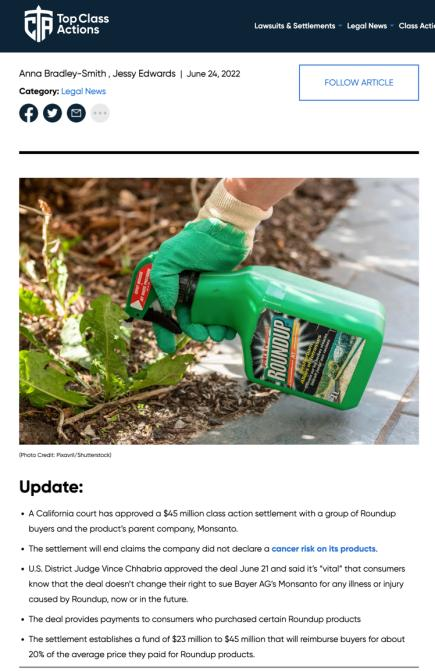 Top Class
Actions
Lawsuits & Settlements Legal News Class Actio
Anna Bradley-Smith , Jessy Edwards | June 24, 2022
FOLLOW ARTICLE
Category: Legal News
ROUNDUP
(Photo Credit: Pixavril/Shutterstock)
Update:
• A California court has approved a $45 million class action settlement with a group of Roundup
buyers and the product's parent company, Monsanto.
• The settlement will end claims the company did not declare a cancer risk on its products.
• U.S. District Judge Vince Chhabria approved the deal June 21 and said it's "vital" that consumers
know that the deal doesn't change their right to sue Bayer AG's Monsanto for any illness or injury
caused by Roundup, now or in the future.
• The deal provides payments to consumers who purchased certain Roundup products
• The settlement establishes a fund of $23 million to $45 million that will reimburse buyers for about
20% of the average price they paid for Roundup products.